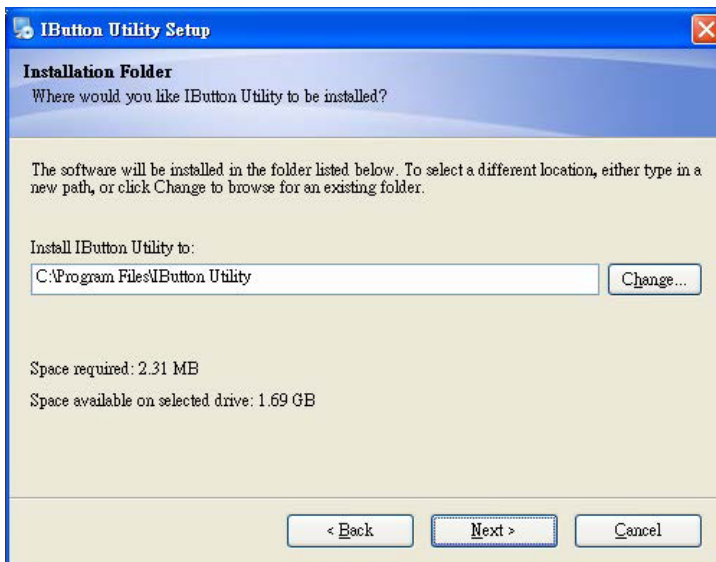 IButton Utility Setup
Installation Folder
Where would you like IButton Utility to be installed?
The software will be installed in the folder listed below. To select a different location, either type in a
new path, or click Change to browse for an existing folder.
Install IButton Utility to:
C:\Program Files\IButton Utility
Change...
Space required: 2.31 MB
Space available on selected drive: 1.69 GB
< Back
Next >
Cancel